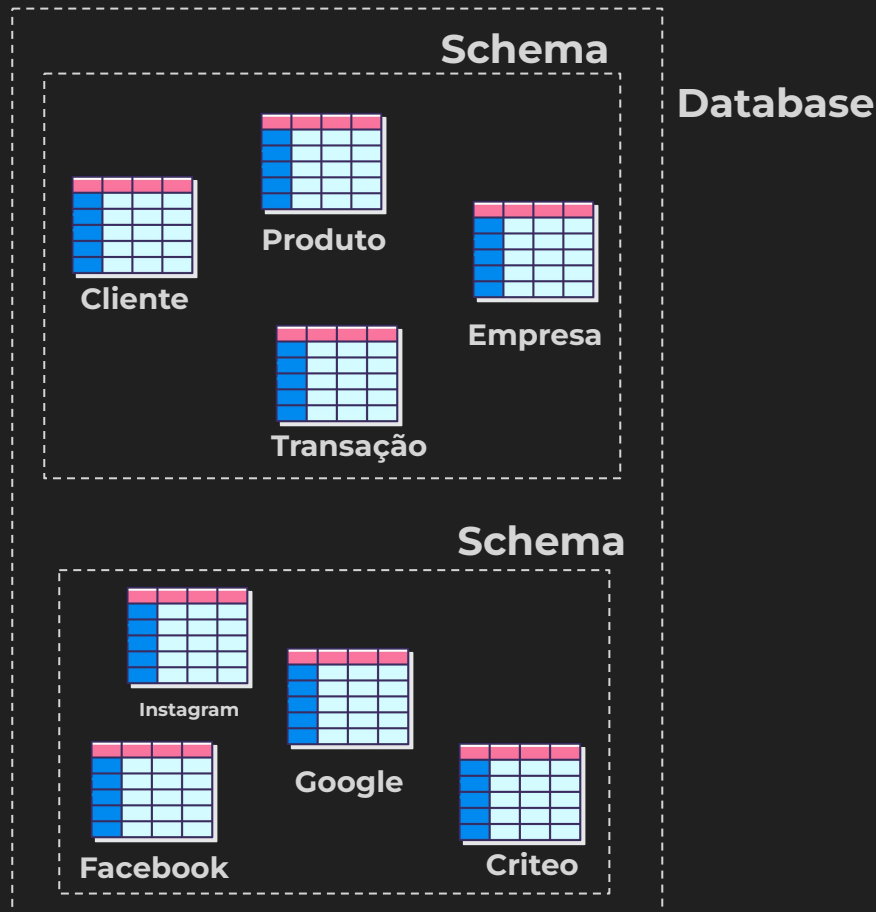 Schema
Database
Produto
Cliente
Empresa
Transação
Schema
Instagram
Google
Facebook
Criteo